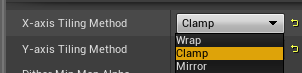 X-axis Tiling Method Clamp
Wrap
Y-axis Tiling Method Clamp
Mirror